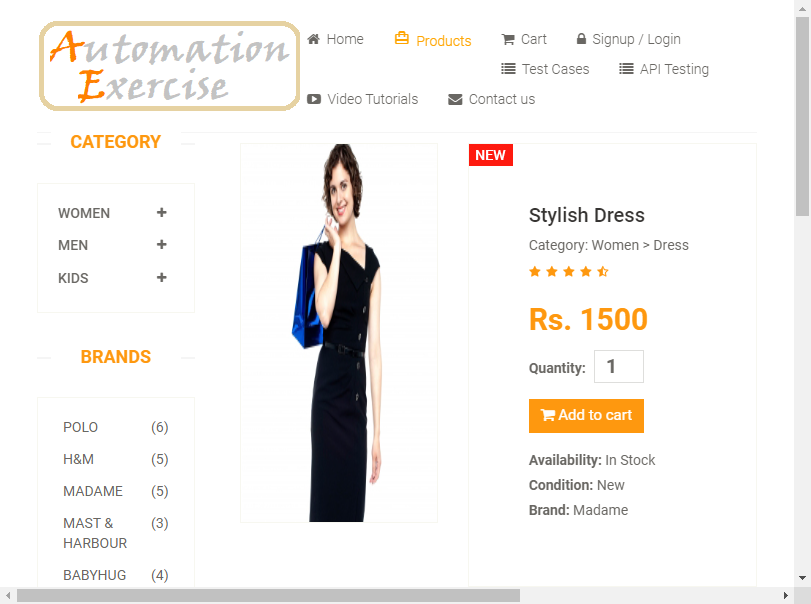 Automation
Exercise
Home
Products
Cart
Signup / Login
Test Cases
API Testing
Video Tutorials
Contact us
CATEGORY
WOMEN
MEN
KIDS
BRANDS
POLO (6)
H&M (5)
MADAME (5)
MAST & (3)
HARBOUR
BABYHUG (4)
NEW
Stylish Dress
Category: Women > Dress
Rs. 1500
Quantity: 1
Add to cart
Availability: In Stock
Condition: New
Brand: Madame